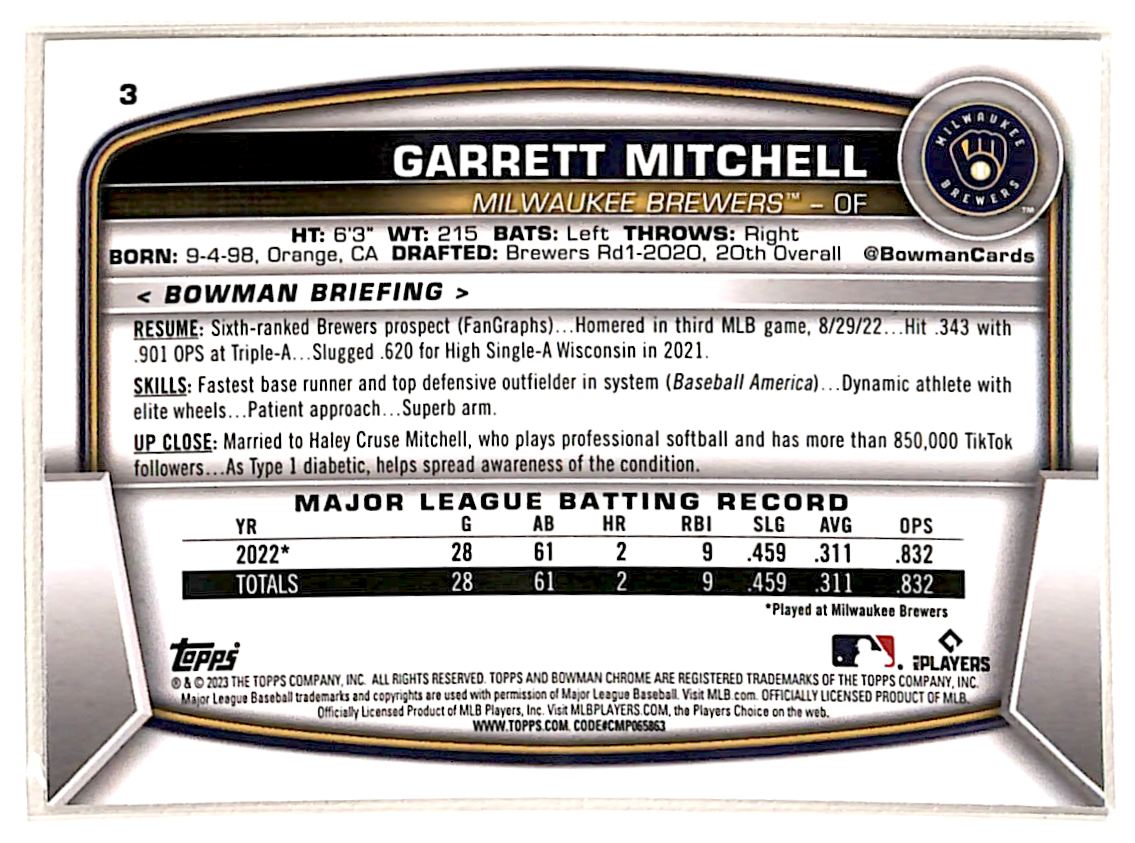 3
MILWAUKEE
BREWERS
™
GARRETT MITCHELL
MILWAUKEE BREWERS™ – OF
HT: 6'3" WT: 215 BATS: Left THROWS: Right
BORN: 9-4-98, Orange, CA DRAFTED: Brewers Rd1-2020, 20th Overall @BowmanCards
< BOWMAN BRIEFING >
RESUME: Sixth-ranked Brewers prospect (FanGraphs)...Homered in third MLB game, 8/29/22...Hit .343 with
.901 OPS at Triple-A...Slugged .620 for High Single-A Wisconsin in 2021.
SKILLS: Fastest base runner and top defensive outfielder in system (Baseball America)...Dynamic athlete with
elite wheels...Patient approach...Superb arm.
UP CLOSE: Married to Haley Cruse Mitchell, who plays professional softball and has more than 850,000 TikTok
followers...As Type 1 diabetic, helps spread awareness of the condition.
MAJOR LEAGUE BATTING RECORD
YR G AB HR RBI SLG AVG OPS
2022* 28 61 2 9 .459 .311 .832
TOTALS 28 61 2 9 .459 .311 .832
*Played at Milwaukee Brewers
Topps
PLAYERS
® & © 2023 THE TOPPS COMPANY, INC. ALL RIGHTS RESERVED. TOPPS AND BOWMAN CHROME ARE REGISTERED TRADEMARKS OF THE TOPPS COMPANY, INC.
Major League Baseball trademarks and copyrights are used with permission of Major League Baseball. Visit MLB.com. OFFICIALLY LICENSED PRODUCT OF MLB
Officially Licensed Product of MLB Players, Inc. Visit MLBPLAYERS.COM, the Players Choice on the web.
WWW.TOPPS.COM. CODE#CMP065863